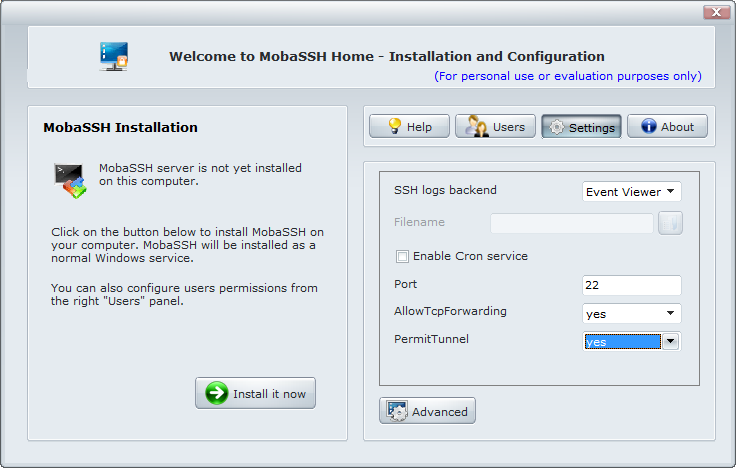 Welcome to MobaSSH Home - Installation and Configuration
(For personal use or evaluation purposes only)
MobaSSH Installation
MobaSSH server is not yet installed
on this computer.
Click on the button below to install MobaSSH on
your computer. MobaSSH will be installed as a
normal Windows service.
You can also configure users permissions from
the right "Users" panel.
Install it now
Help
Users
Settings
About
SSH logs backend
Event Viewer
Filename
Enable Cron service
Port
22
AllowTcpForwarding
yes
PermitTunnel
yes
Advanced